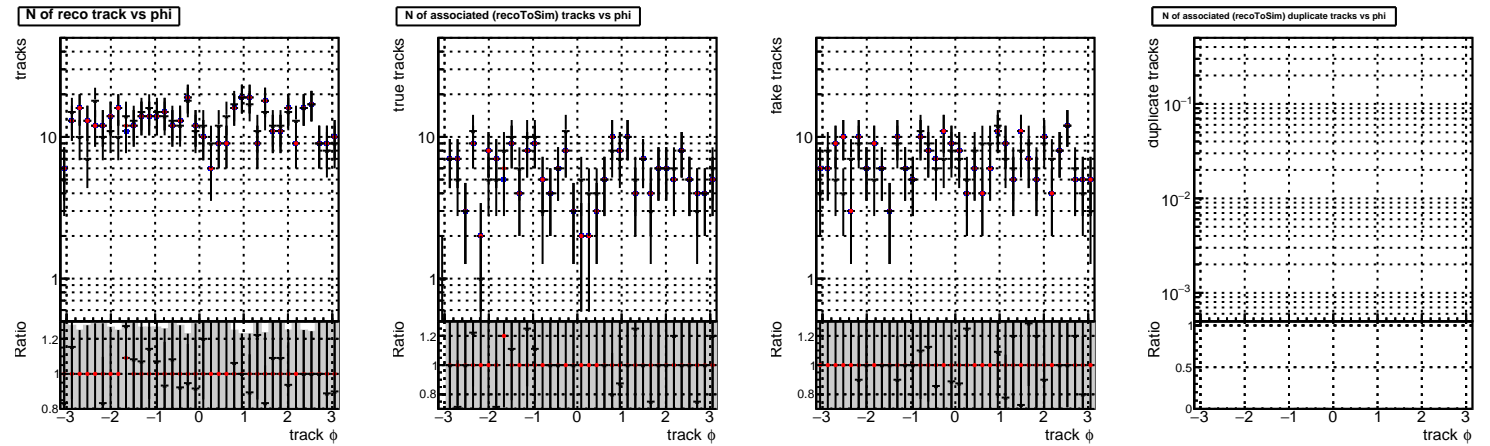 N of reco track vs phi
tracks
10
1
Ratio
1.2
1
0.8
−3 −2 −1 0 1 2 3
track ϕ
N of associated (recoToSim) tracks vs phi
true tracks
10
1
Ratio
1.2
1
0.8
−3 −2 −1 0 1 2 3
track ϕ
fake tracks
10
1
Ratio
1.2
1
0.8
−3 −2 −1 0 1 2 3
track ϕ
N of associated (recoToSim) duplicate tracks vs phi
duplicate tracks
10⁻¹
10⁻²
10⁻³
Ratio
1
0.5
0
−3 −2 −1 0 1 2 3
track ϕ